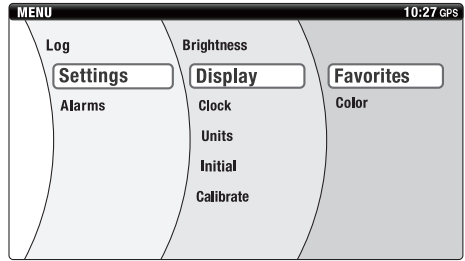 MENU 10:27 GPS
Log
Settings
Alarms
Brightness
Display
Clock
Units
Initial
Calibrate
Favorites
Color